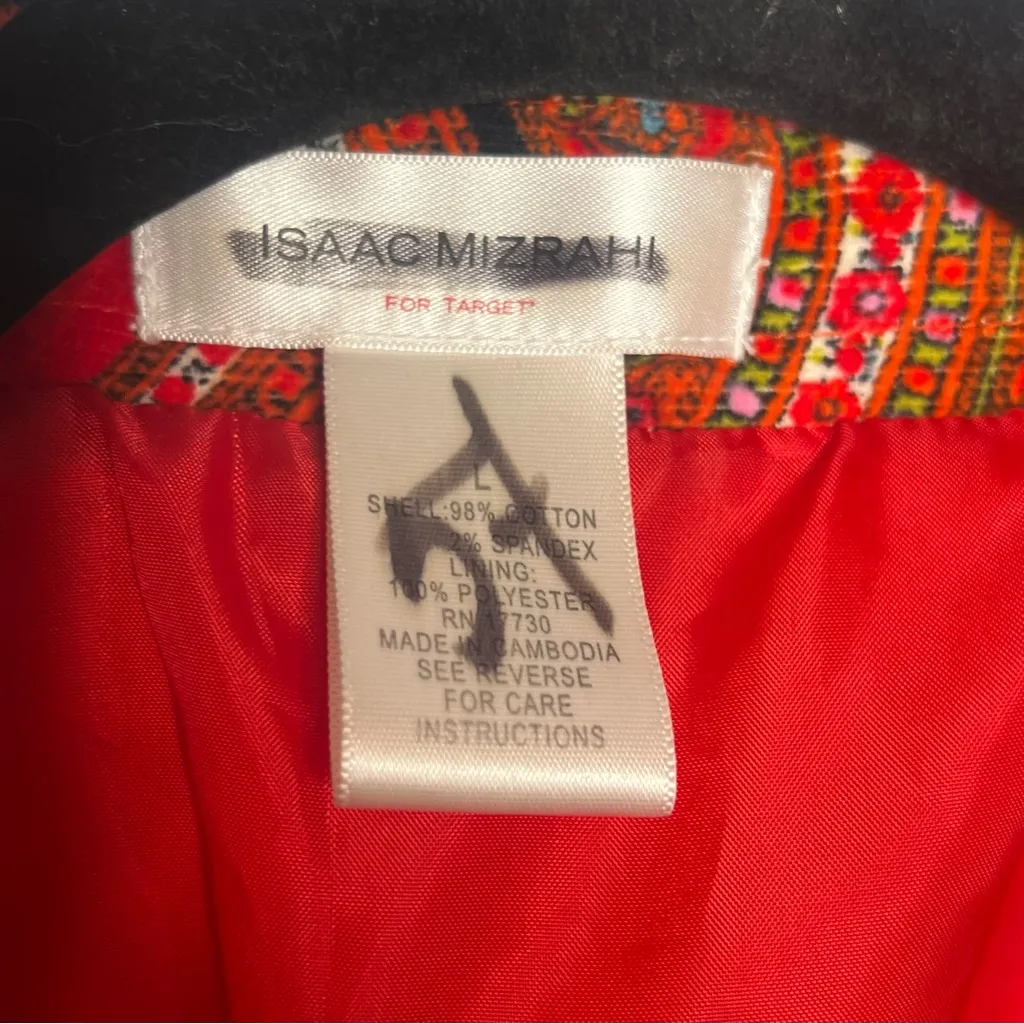 ISAAC MIZRAHI
FOR TARGET*
L
SHELL:98% COTTON
2% SPANDEX
LINING:
100% POLYESTER
RN 17730
MADE IN CAMBODIA
SEE REVERSE
FOR CARE
INSTRUCTIONS